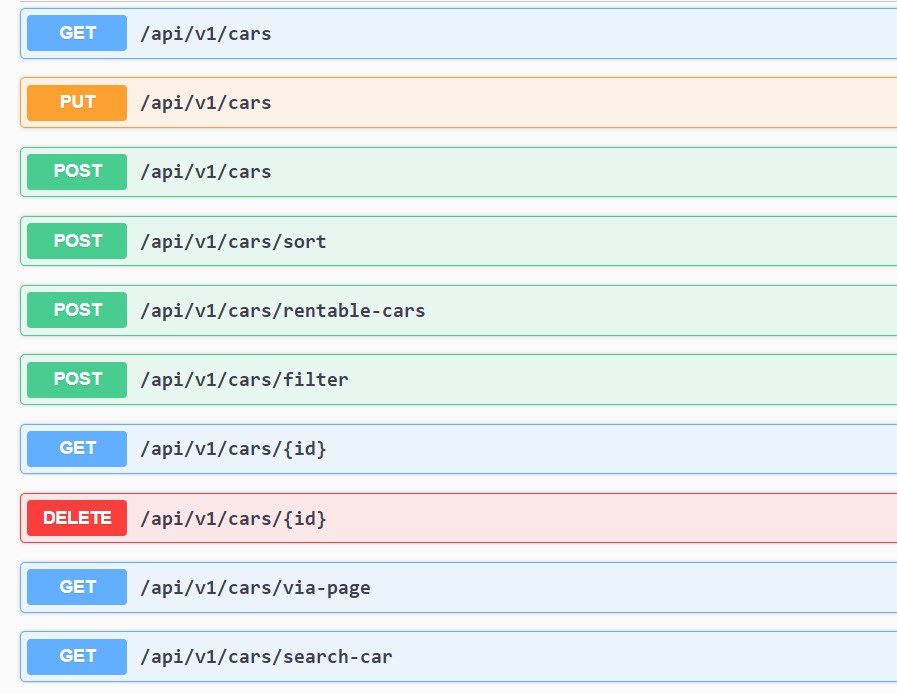 GET /api/v1/cars
PUT /api/v1/cars
POST /api/v1/cars
POST /api/v1/cars/sort
POST /api/v1/cars/rentable-cars
POST /api/v1/cars/filter
GET /api/v1/cars/{id}
DELETE /api/v1/cars/{id}
GET /api/v1/cars/via-page
GET /api/v1/cars/search-car